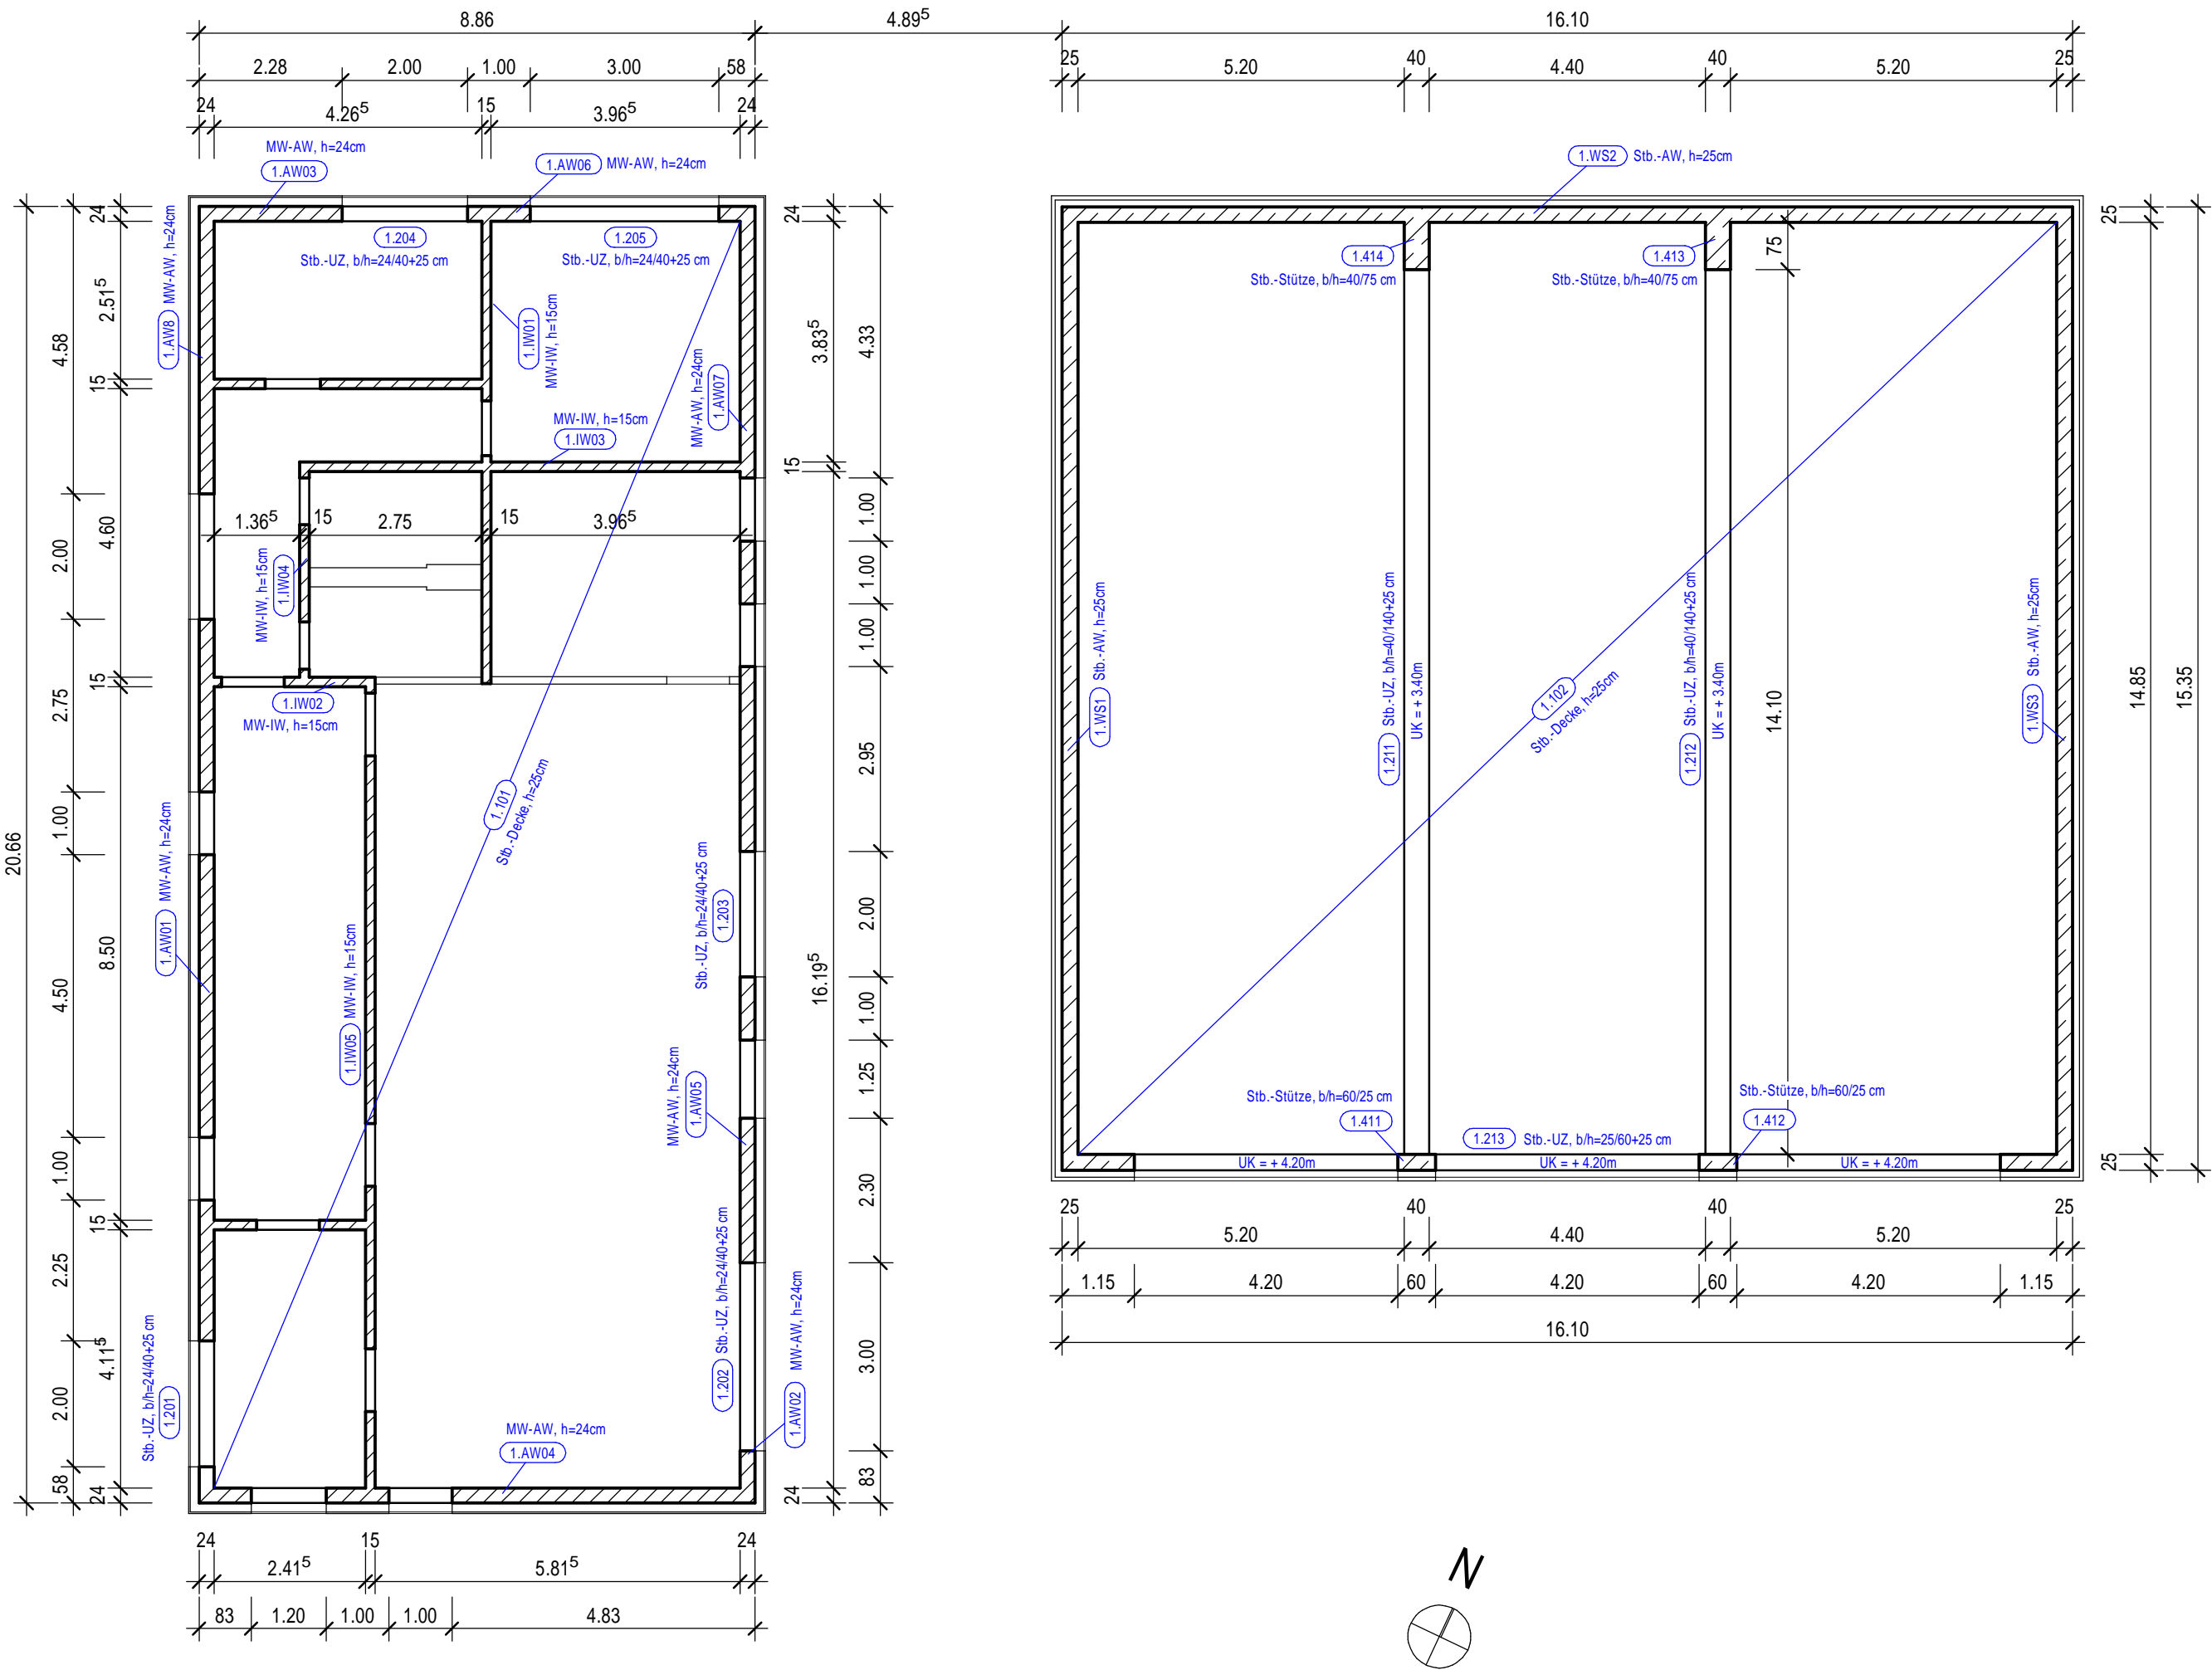 8.86
4.89⁵
16.10
2.28
2.00
1.00
3.00
58
25
5.20
40
4.40
40
5.20
25
24
4.26⁵
15
3.96⁵
24
MW-AW, h=24cm
1.AW03
1.AW06 MW-AW, h=24cm
1.WS2 Stb.-AW, h=25cm
1.204
Stb.-UZ, b/h=24/40+25 cm
1.205
Stb.-UZ, b/h=24/40+25 cm
1.AW8 MW-AW, h=24cm
1.IW01
MW-IW, h=15cm
MW-AW, h=24cm
1.AW07
MW-IW, h=15cm
1.IW03
1.36⁵
15
2.75
15
3.96⁵
MW-IW, h=15cm
1.IW04
1.IW02
MW-IW, h=15cm
1.101
Stb.-Decke, h=25cm
1.AW01 MW-AW, h=24cm
1.IW05 MW-IW, h=15cm
Stb.-UZ, b/h=24/40+25 cm
1.203
MW-AW, h=24cm
1.AW05
1.202 Stb.-UZ, b/h=24/40+25 cm
1.AW02 MW-AW, h=24cm
Stb.-UZ, b/h=24/40+25 cm
1.201
MW-AW, h=24cm
1.AW04
20.66
4.58
2.00
2.75
1.00
4.50
1.00
2.25
2.00
58
24
2.51⁵
15
4.60
15
8.50
15
4.11⁵
24
24
3.83⁵
15
16.19⁵
24
4.33
1.00
1.00
1.00
2.95
2.00
1.00
1.25
2.30
3.00
83
24
15
24
2.41⁵
5.81⁵
83
1.20
1.00
1.00
4.83
1.414
Stb.-Stütze, b/h=40/75 cm
1.413
Stb.-Stütze, b/h=40/75 cm
75
14.10
1.WS1 Stb.-AW, h=25cm
1.211 Stb.-UZ, b/h=40/140+25 cm
UK = + 3.40m
1.212 Stb.-UZ, b/h=40/140+25 cm
UK = + 3.40m
1.102
Stb.-Decke, h=25cm
1.WS3 Stb.-AW, h=25cm
Stb.-Stütze, b/h=60/25 cm
1.411
1.213 Stb.-UZ, b/h=25/60+25 cm
Stb.-Stütze, b/h=60/25 cm
1.412
UK = + 4.20m
UK = + 4.20m
UK = + 4.20m
25
14.85
25
15.35
25
5.20
40
4.40
40
5.20
25
1.15
4.20
60
4.20
60
4.20
1.15
16.10
N